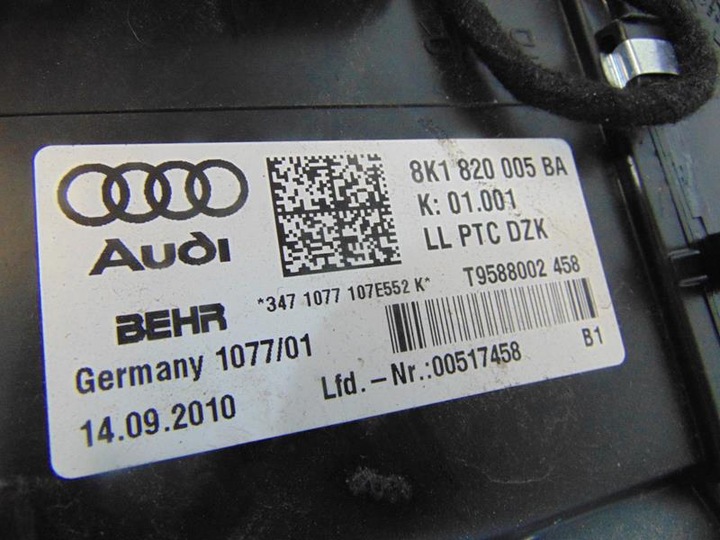 8K1 820 005 BA
K: 01.001
AUDI
LL PTC DZK
*347 1077 107E552 K*
T9588002 458
BEHR
Germany 1077/01
Lfd.-Nr.:00517458
B1
14.09.2010